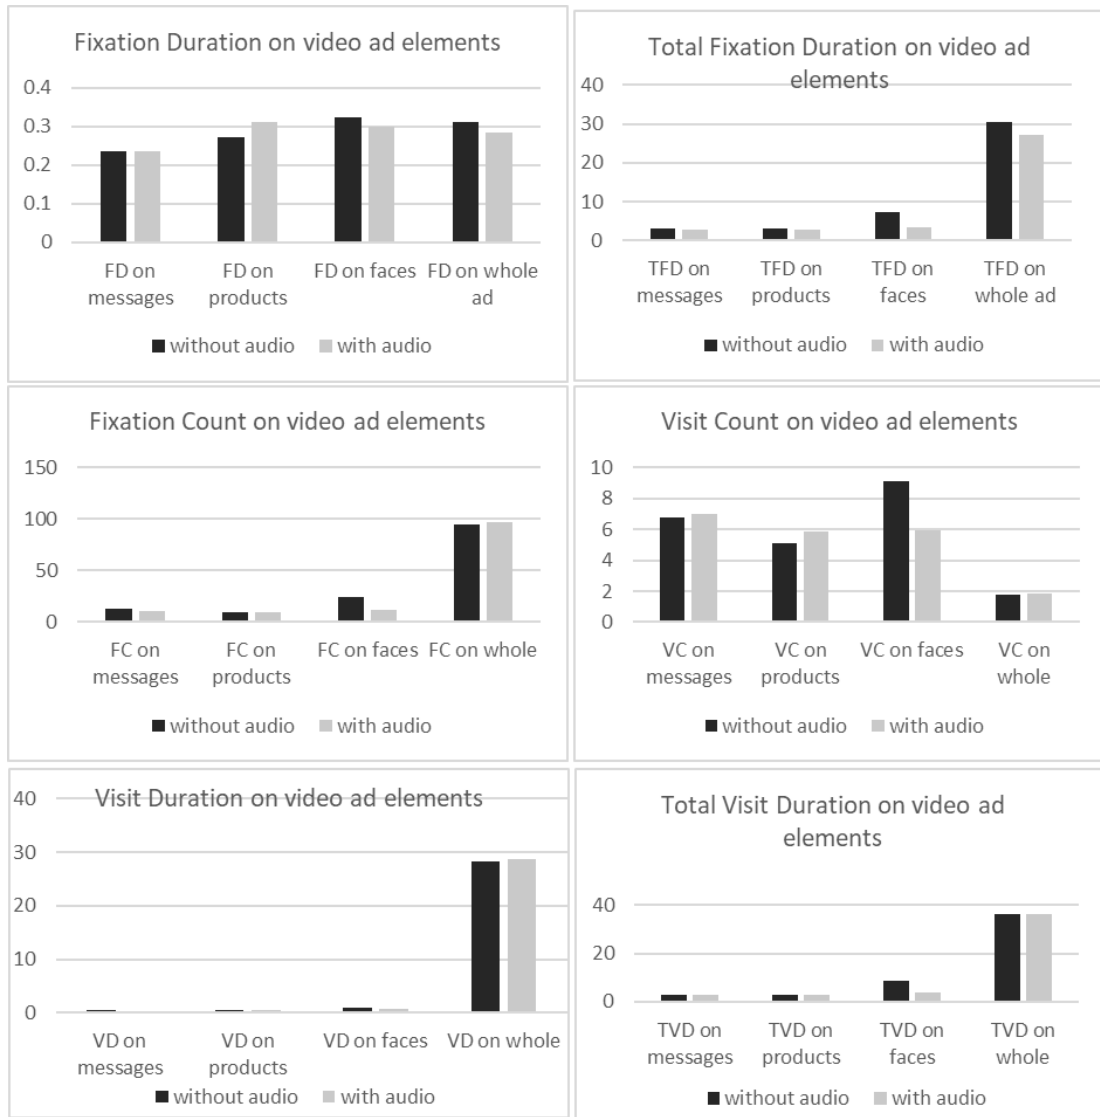 Fixation Duration on video ad elements
0.4
0.3
0.2
0.1
0
FD on messages
FD on products
FD on faces
FD on whole ad
without audio with audio
Total Fixation Duration on video ad
elements
40
30
20
10
0
TFD on messages
TFD on products
TFD on faces
TFD on whole ad
without audio with audio
Fixation Count on video ad elements
150
100
50
0
FC on messages
FC on products
FC on faces
FC on whole
without audio with audio
Visit Count on video ad elements
10
8
6
4
2
0
VC on messages
VC on products
VC on faces
VC on whole
without audio with audio
Visit Duration on video ad elements
40
30
20
10
0
VD on messages
VD on products
VD on faces
VD on whole
without audio with audio
Total Visit Duration on video ad
elements
40
20
0
TVD on messages
TVD on products
TVD on faces
TVD on whole
without audio with audio